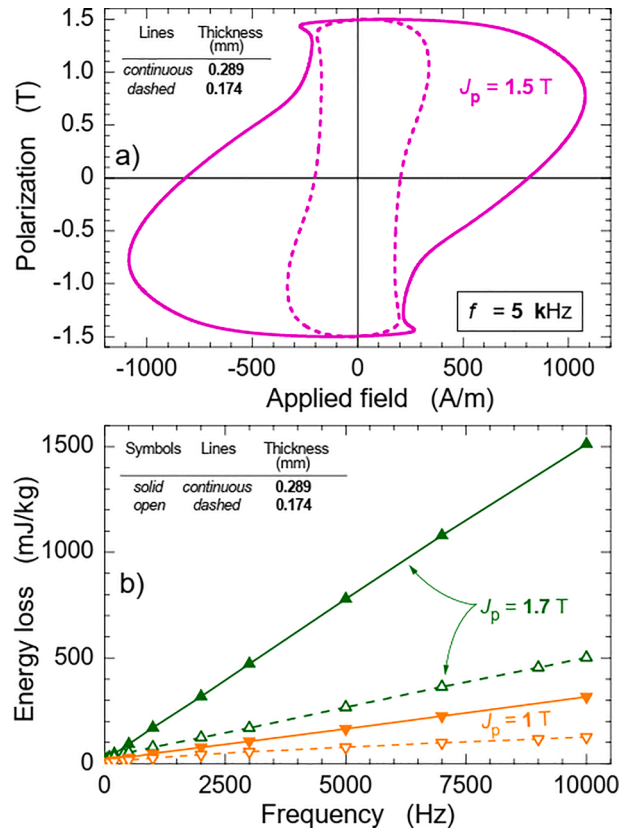 Lines Thickness
(mm)
continuous 0.289
dashed 0.174
J_p = 1.5 T
a)
f = 5 kHz
Polarization (T)
1.5
1.0
0.5
0
-0.5
-1.0
-1.5
-1000 -500 0 500 1000
Applied field (A/m)
Symbols Lines Thickness
(mm)
solid continuous 0.289
open dashed 0.174
b)
J_p = 1.7 T
J_p = 1 T
Energy loss (mJ/kg)
1500
1000
500
0
0 2500 5000 7500 10000
Frequency (Hz)